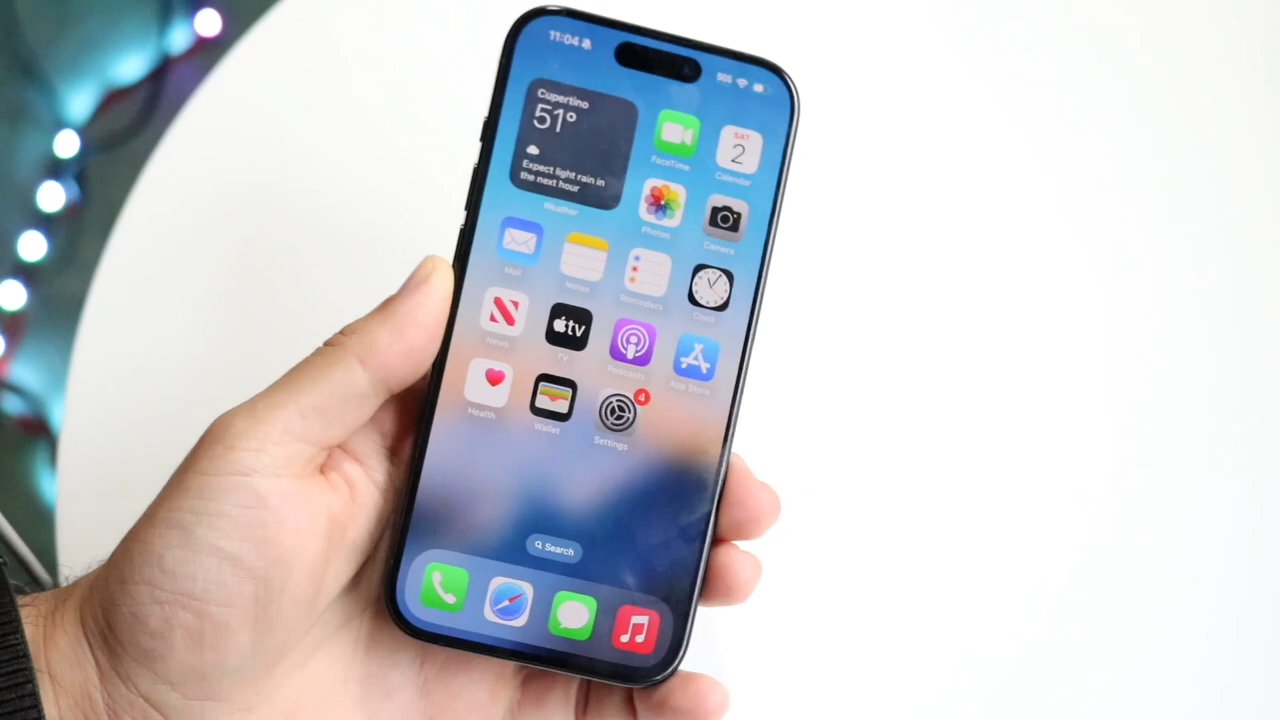 11:04
SOS
Cupertino
51°
Expect light rain in
the next hour
Weather
FaceTime
SAT
2
Calendar
Photos
Camera
Mail
Notes
Reminders
Clock
News
tv
TV
Podcasts
App Store
Health
Wallet
4
Settings
Search